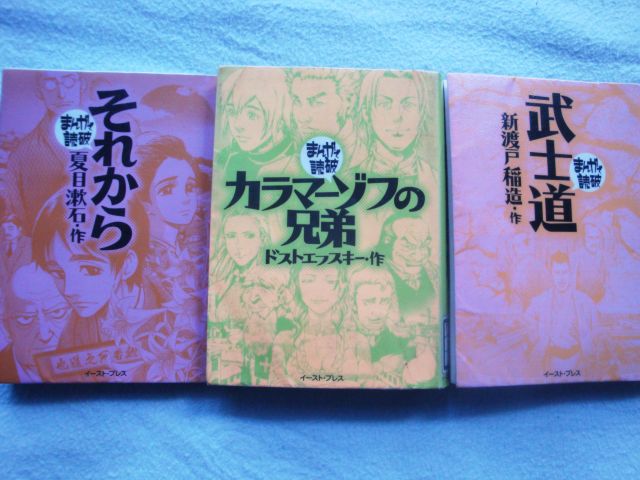 それから
まんがで
読破
夏目漱石・作
イースト・プレス
まんがで
読破
カラマーゾフの
兄弟
ドストエフスキー・作
イースト・プレス
武士道
まんがで
読破
新渡戸稲造・作
イースト・プレス